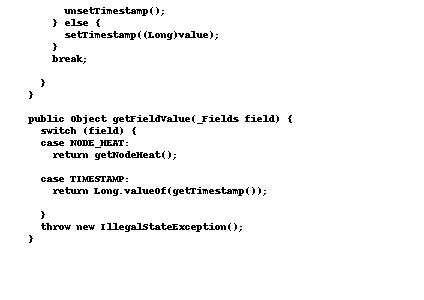 unsetTimestamp();
} else {
setTimestamp((Long)value);
}
break;
}
}
public Object getFieldValue(_Fields field) {
switch (field) {
case NODE_HEAT:
return getNodeHeat();
case TIMESTAMP:
return Long.valueOf(getTimestamp());
}
throw new IllegalStateException();
}